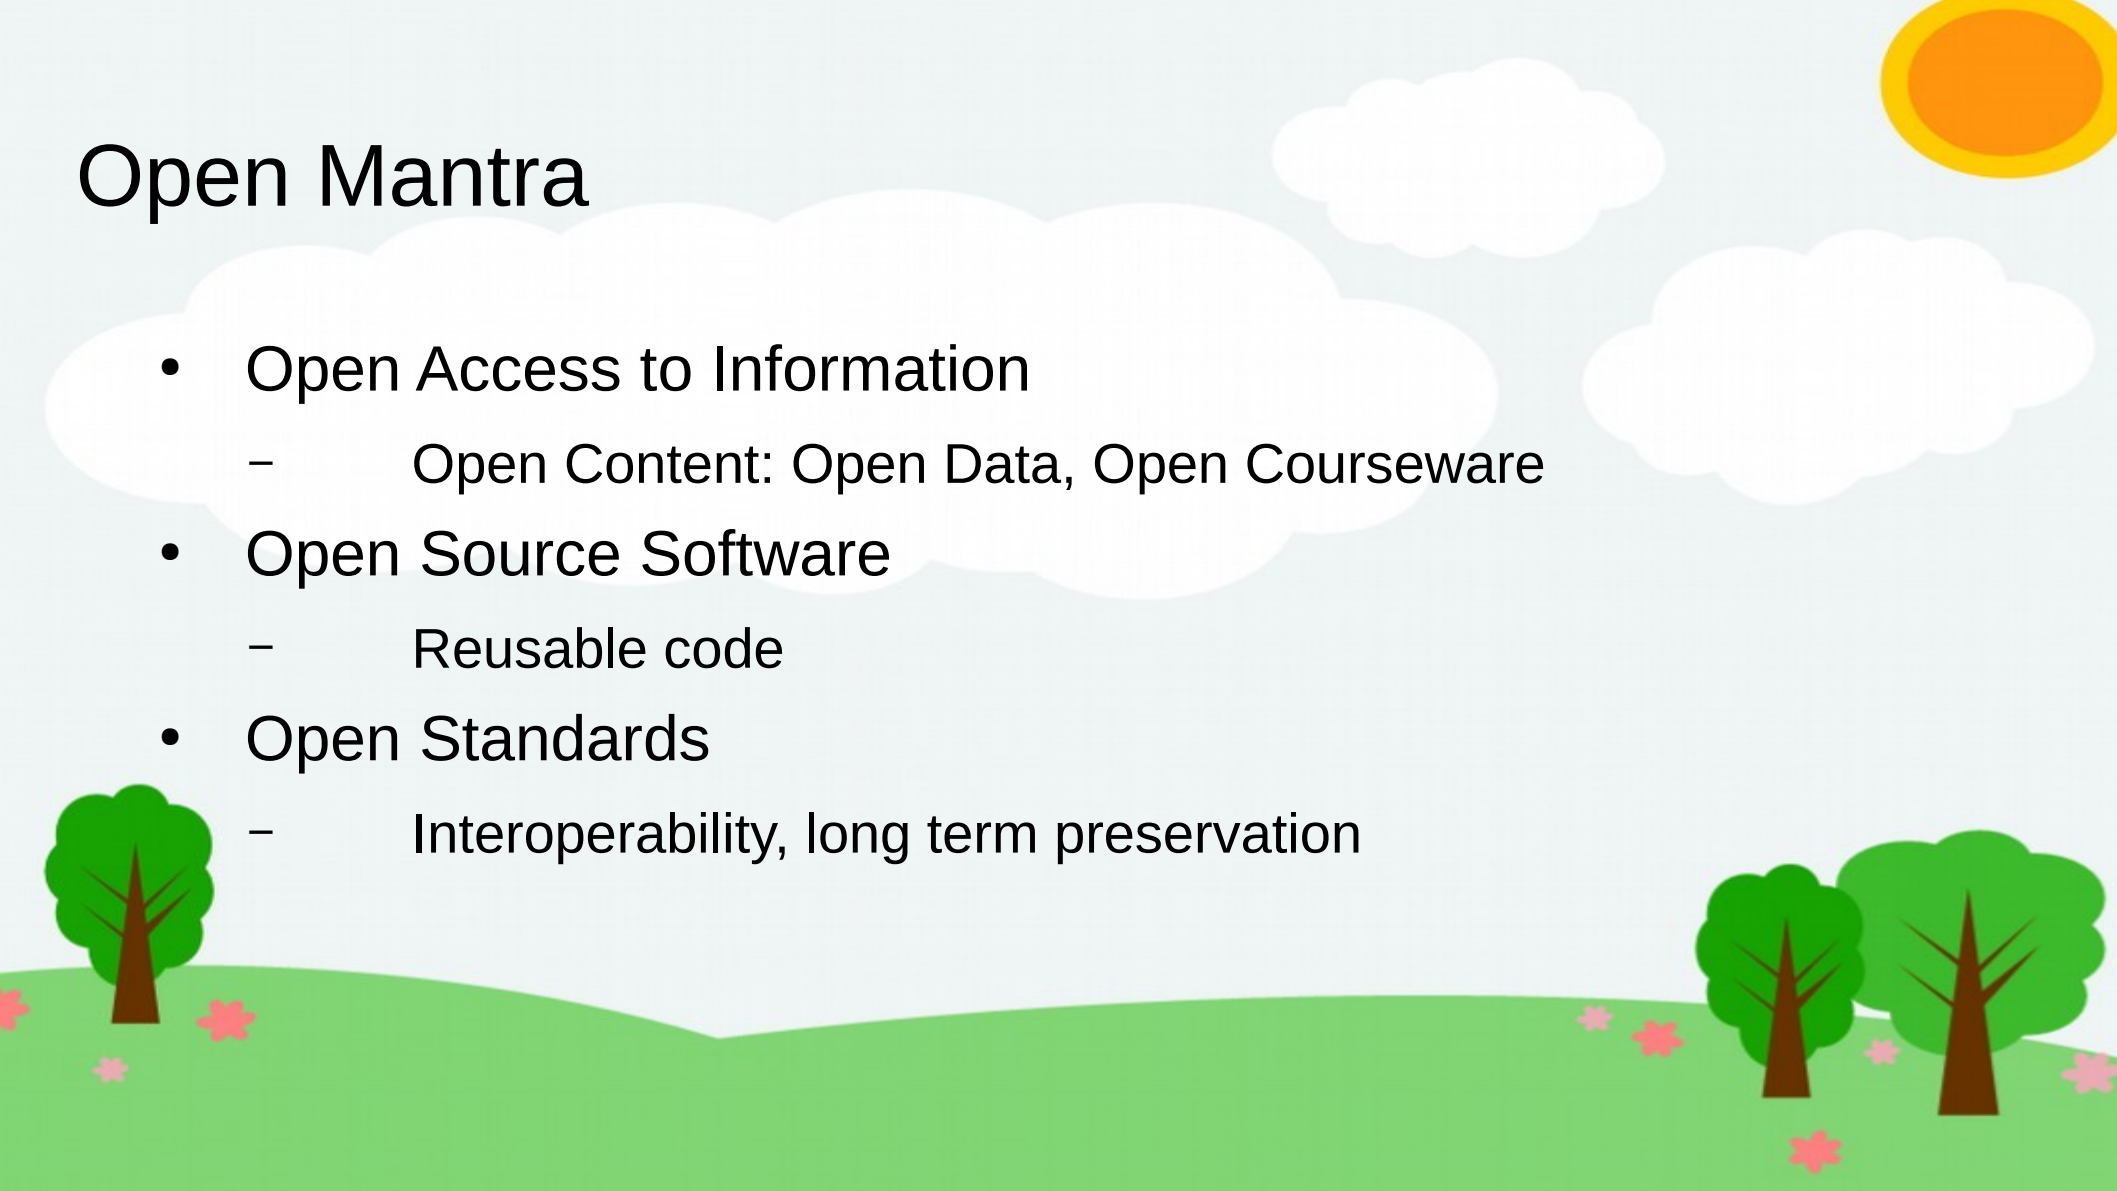 Open Mantra
• Open Access to Information
– Open Content: Open Data, Open Courseware
• Open Source Software
– Reusable code
• Open Standards
– Interoperability, long term preservation